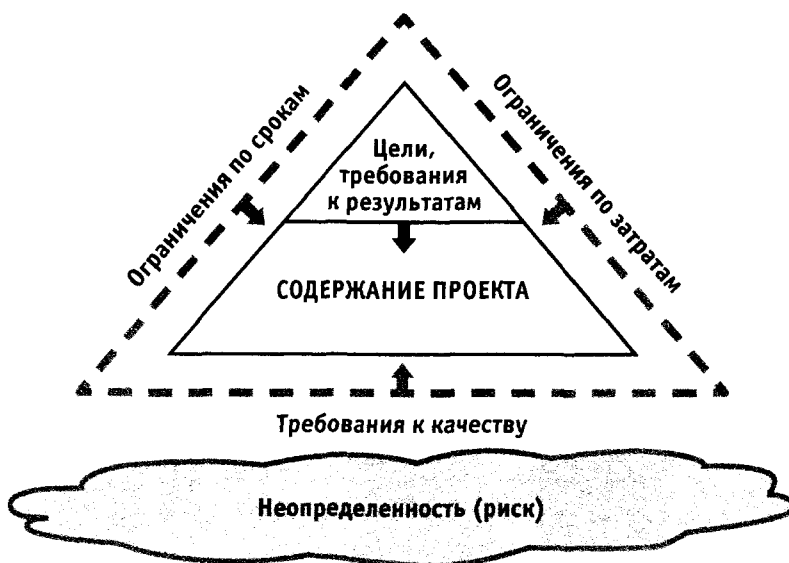 Ограничения по срокам
Ограничения по затратам
Цели,
требования
к результатам
СОДЕРЖАНИЕ ПРОЕКТА
Требования к качеству
Неопределенность (риск)